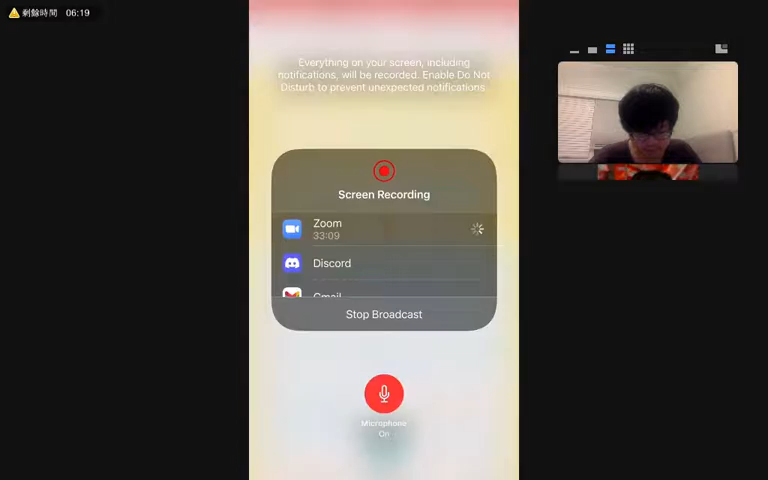 剩餘時間 06:19
Everything on your screen, including
notifications, will be recorded. Enable Do Not
Disturb to prevent unexpected notifications.
Screen Recording
Zoom
33:09
Discord
Gmail
Stop Broadcast
Microphone
On